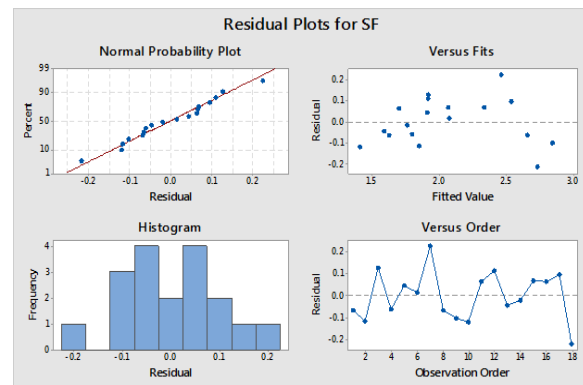 Residual Plots for SF
Normal Probability Plot
99
90
50
10
1
Percent
-0.2 -0.1 0.0 0.1 0.2
Residual
Versus Fits
0.2
0.1
0.0
-0.1
-0.2
Residual
1.5 2.0 2.5 3.0
Fitted Value
Histogram
4
3
2
1
0
Frequency
-0.2 -0.1 0.0 0.1 0.2
Residual
Versus Order
0.2
0.1
0.0
-0.1
-0.2
Residual
2 4 6 8 10 12 14 16 18
Observation Order